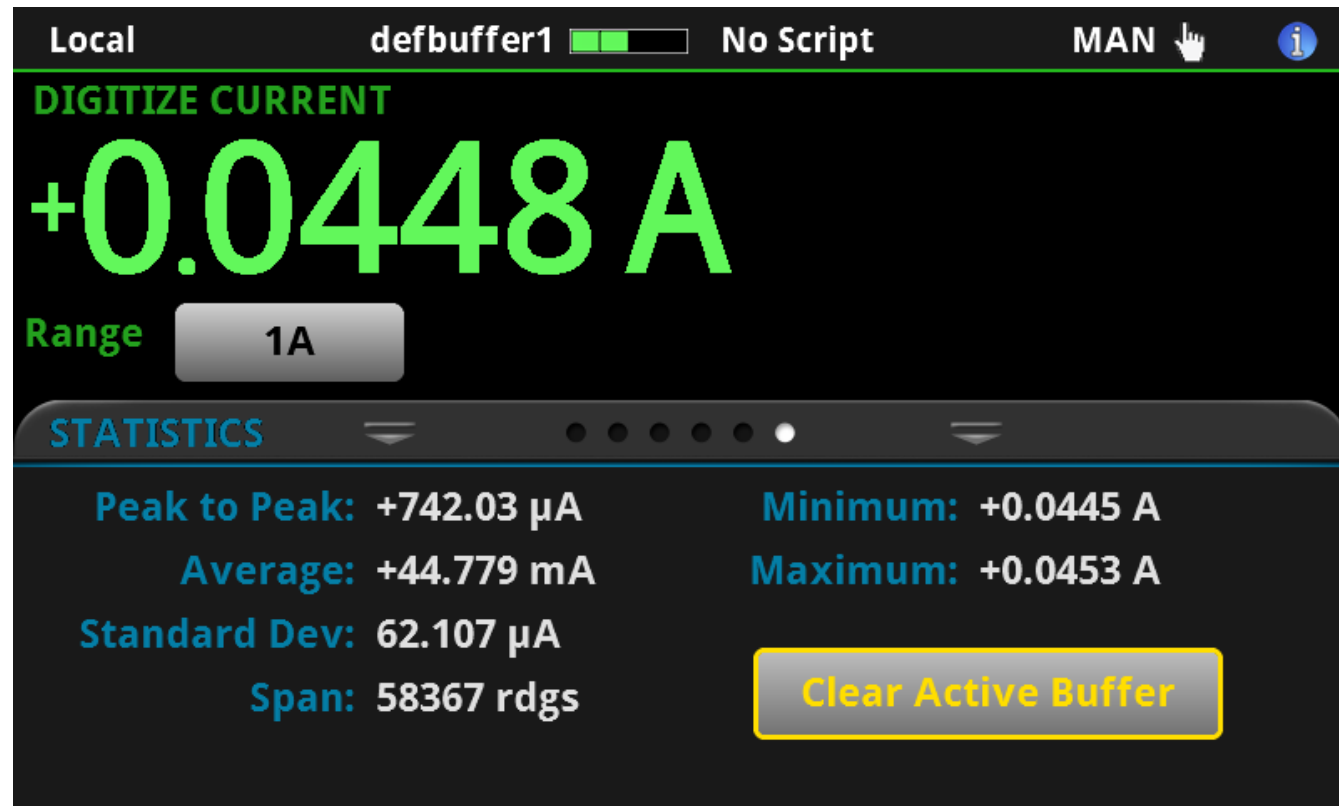 Local defbuffer1 No Script MAN i
DIGITIZE CURRENT
+0.0448 A
Range 1A
STATISTICS
Peak to Peak: +742.03 µA Minimum: +0.0445 A
Average: +44.779 mA Maximum: +0.0453 A
Standard Dev: 62.107 µA
Span: 58367 rdgs Clear Active Buffer